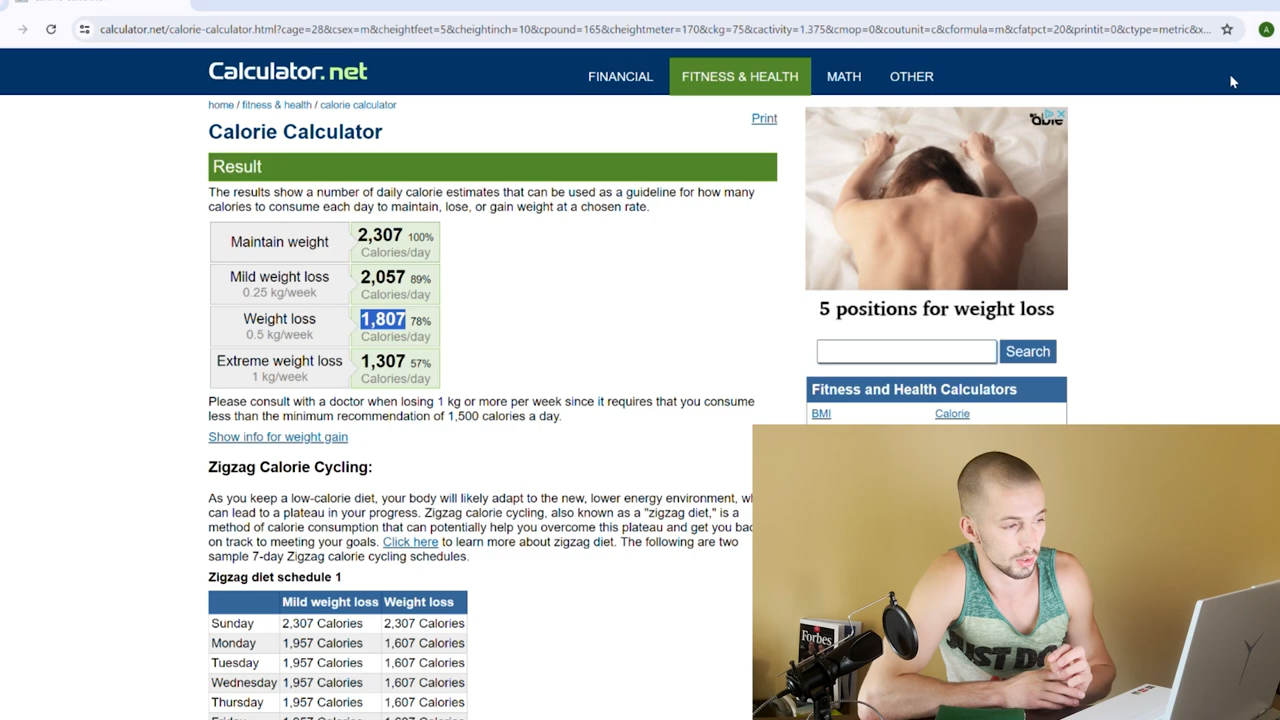 calculator.net/calorie-calculator.html?cage=28&csex=m&cheightfeet=5&cheightinch=10&cpound=165&cheightmeter=170&ckg=75&cactivity=1.375&cmop=0&coutunit=c&cformula=m&cfatpct=20&printit=0&ctype=metric&x...
A
Calculator.net
FINANCIAL
FITNESS & HEALTH
MATH
OTHER
home / fitness & health / calorie calculator
Print
Calorie Calculator
Result
The results show a number of daily calorie estimates that can be used as a guideline for how many
calories to consume each day to maintain, lose, or gain weight at a chosen rate.
Maintain weight
2,307 100%
Calories/day
Mild weight loss
0.25 kg/week
2,057 89%
Calories/day
Weight loss
0.5 kg/week
1,807 78%
Calories/day
Extreme weight loss
1 kg/week
1,307 57%
Calories/day
Please consult with a doctor when losing 1 kg or more per week since it requires that you consume
less than the minimum recommendation of 1,500 calories a day.
Show info for weight gain
Zigzag Calorie Cycling:
As you keep a low-calorie diet, your body will likely adapt to the new, lower energy environment,
can lead to a plateau in your progress. Zigzag calorie cycling, also known as a "zigzag diet," is a
method of calorie consumption that can potentially help you overcome this plateau and get you
on track to meeting your goals. Click here to learn more about zigzag diet. The following are two
sample 7-day Zigzag calorie cycling schedules.
Zigzag diet schedule 1
Mild weight loss Weight loss
Sunday 2,307 Calories 2,307 Calories
Monday 1,957 Calories 1,607 Calories
Tuesday 1,957 Calories 1,607 Calories
Wednesday 1,957 Calories 1,607 Calories
Thursday 1,957 Calories 1,607 Calories
5 positions for weight loss
Search
Fitness and Health Calculators
BMI
Calorie
Forbes
JUST DO